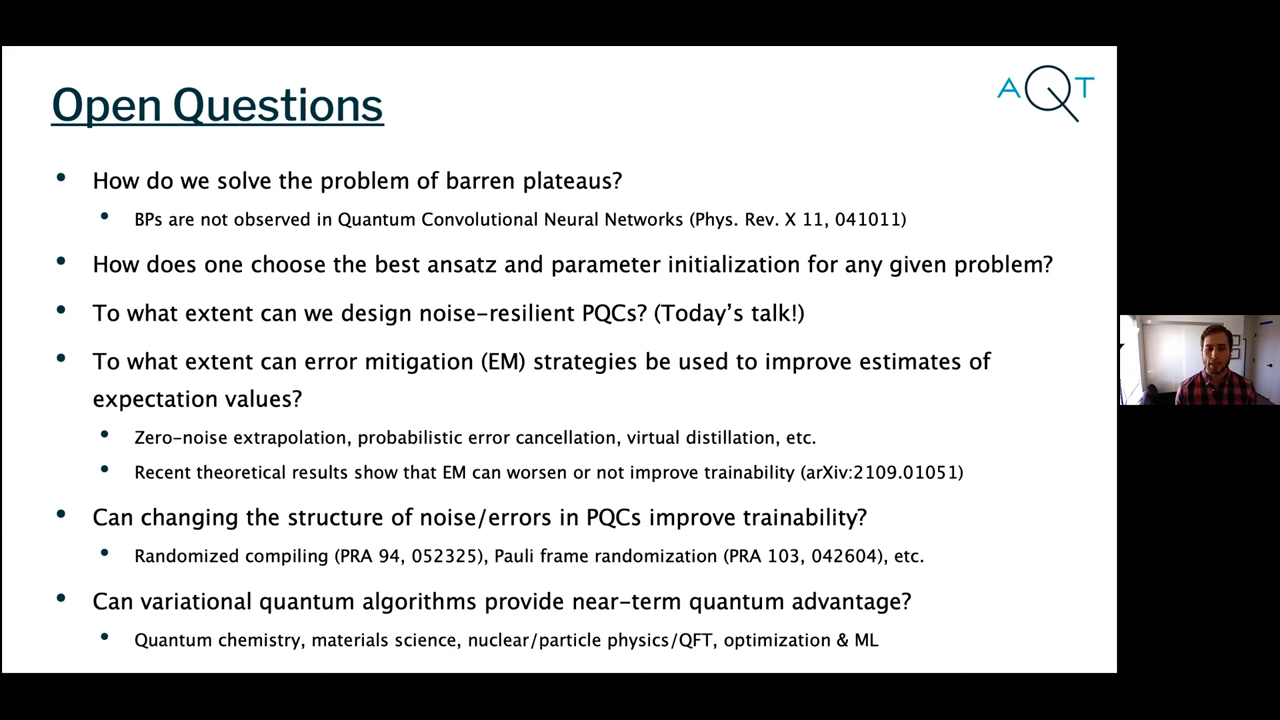 Open Questions
AQT
• How do we solve the problem of barren plateaus?
• BPs are not observed in Quantum Convolutional Neural Networks (Phys. Rev. X 11, 041011)
• How does one choose the best ansatz and parameter initialization for any given problem?
• To what extent can we design noise-resilient PQCs? (Today's talk!)
• To what extent can error mitigation (EM) strategies be used to improve estimates of
expectation values?
• Zero-noise extrapolation, probabilistic error cancellation, virtual distillation, etc.
• Recent theoretical results show that EM can worsen or not improve trainability (arXiv:2109.01051)
• Can changing the structure of noise/errors in PQCs improve trainability?
• Randomized compiling (PRA 94, 052325), Pauli frame randomization (PRA 103, 042604), etc.
• Can variational quantum algorithms provide near-term quantum advantage?
• Quantum chemistry, materials science, nuclear/particle physics/QFT, optimization & ML